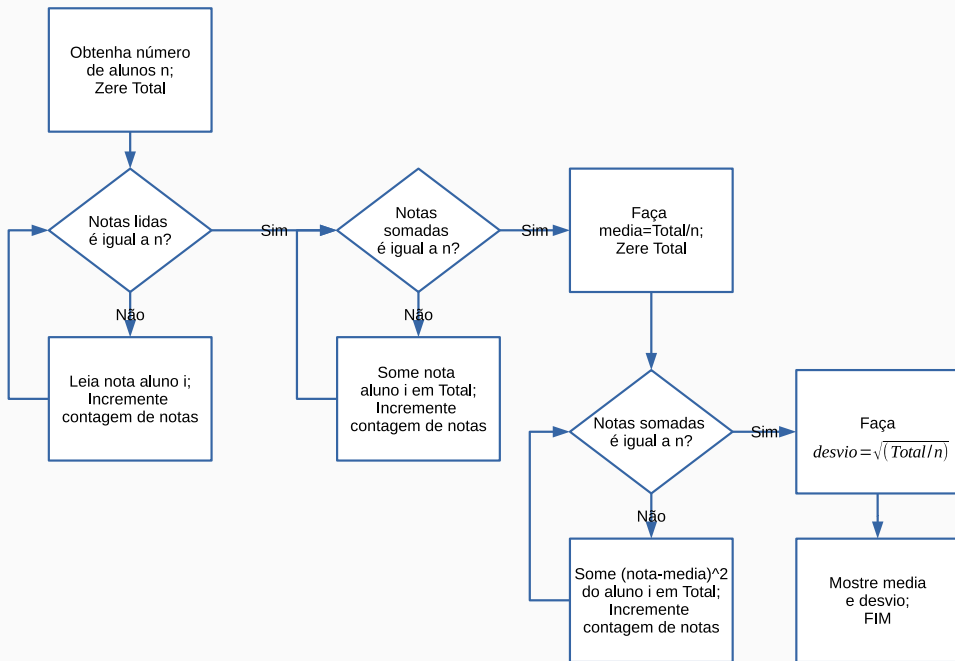 Obtenha número
de alunos n;
Zere Total
Notas lidas
é igual a n?
Sim
Não
Leia nota aluno i;
Incremente
contagem de notas
Notas
somadas
é igual a n?
Sim
Não
Some nota
aluno i em Total;
Incremente
contagem de notas
Faça
media=Total/n;
Zere Total
Notas somadas
é igual a n?
Sim
Não
Some (nota-media)^2
do aluno i em Total;
Incremente
contagem de notas
Faça
desvio=√(Total/n)
Mostre media
e desvio;
FIM